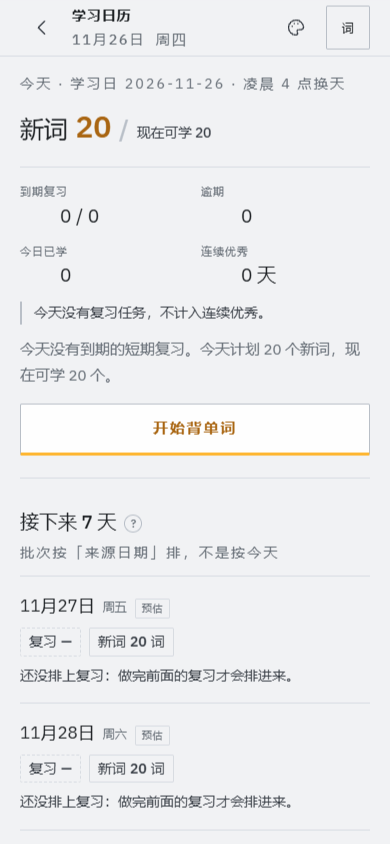 学习日历
11月26日 周四
词
今天 · 学习日 2026-11-26 · 凌晨 4 点换天
新词 20 / 现在可学 20
到期复习 逾期
0 / 0 0
今日已学 连续优秀
0 0 天
今天没有复习任务，不计入连续优秀。
今天没有到期的短期复习。今天计划 20 个新词，现
在可学 20 个。
开始背单词
接下来 7 天 ?
批次按「来源日期」排，不是按今天
11月27日 周五 预估
复习 — 新词 20 词
还没排上复习：做完前面的复习才会排进来。
11月28日 周六 预估
复习 — 新词 20 词
还没排上复习：做完前面的复习才会排进来。